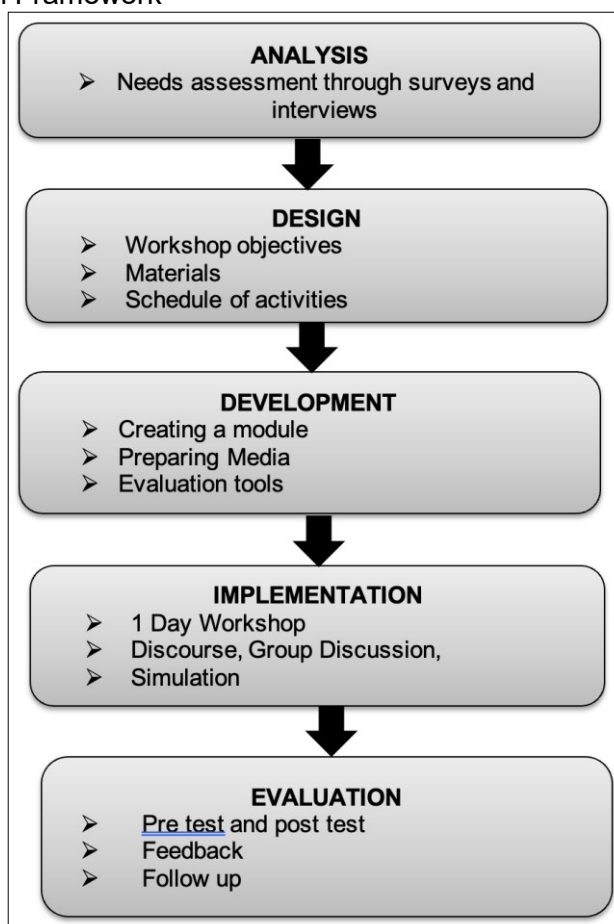 Framework
ANALYSIS
➢ Needs assessment through surveys and
interviews
DESIGN
➢ Workshop objectives
➢ Materials
➢ Schedule of activities
DEVELOPMENT
➢ Creating a module
➢ Preparing Media
➢ Evaluation tools
IMPLEMENTATION
➢ 1 Day Workshop
➢ Discourse, Group Discussion,
➢ Simulation
EVALUATION
➢ Pre test and post test
➢ Feedback
➢ Follow up